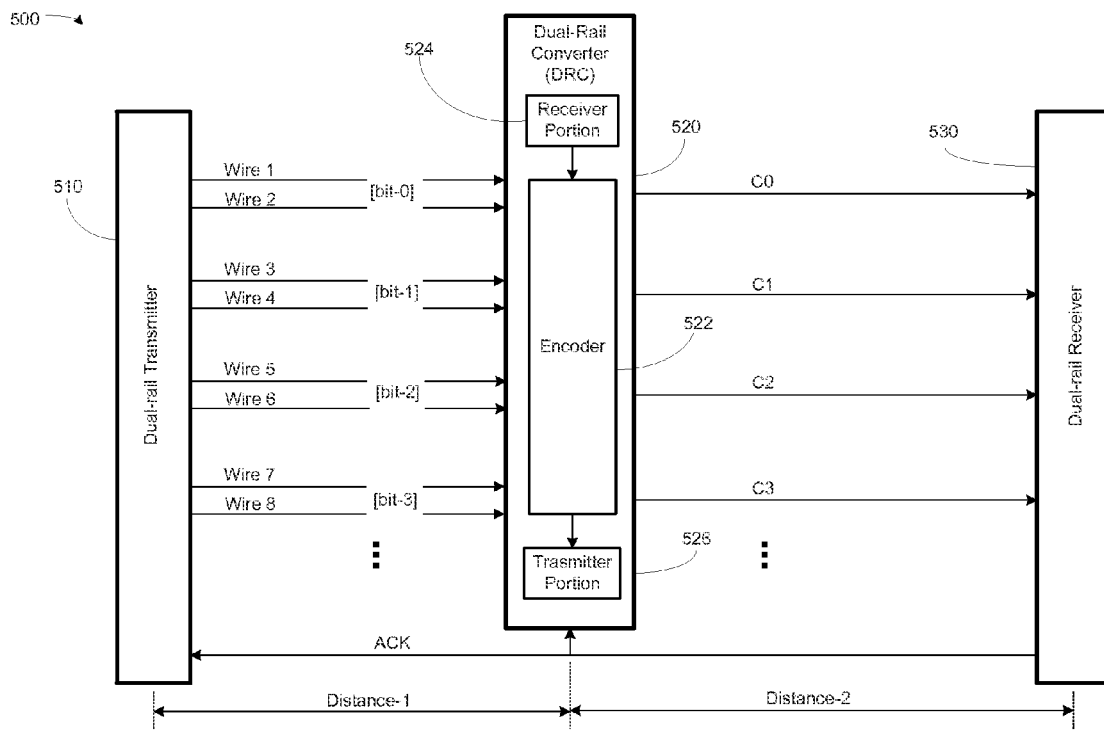 500
Dual-Rail
Converter
(DRC)
524
Receiver
Portion
520
530
510
Wire 1
[bit-0]
Wire 2
C0
Wire 3
[bit-1]
Wire 4
C1
522
Encoder
Dual-rail Transmitter
Dual-rail Receiver
Wire 5
[bit-2]
Wire 6
C2
Wire 7
[bit-3]
Wire 8
C3
526
Trasmitter
Portion
ACK
Distance-1
Distance-2